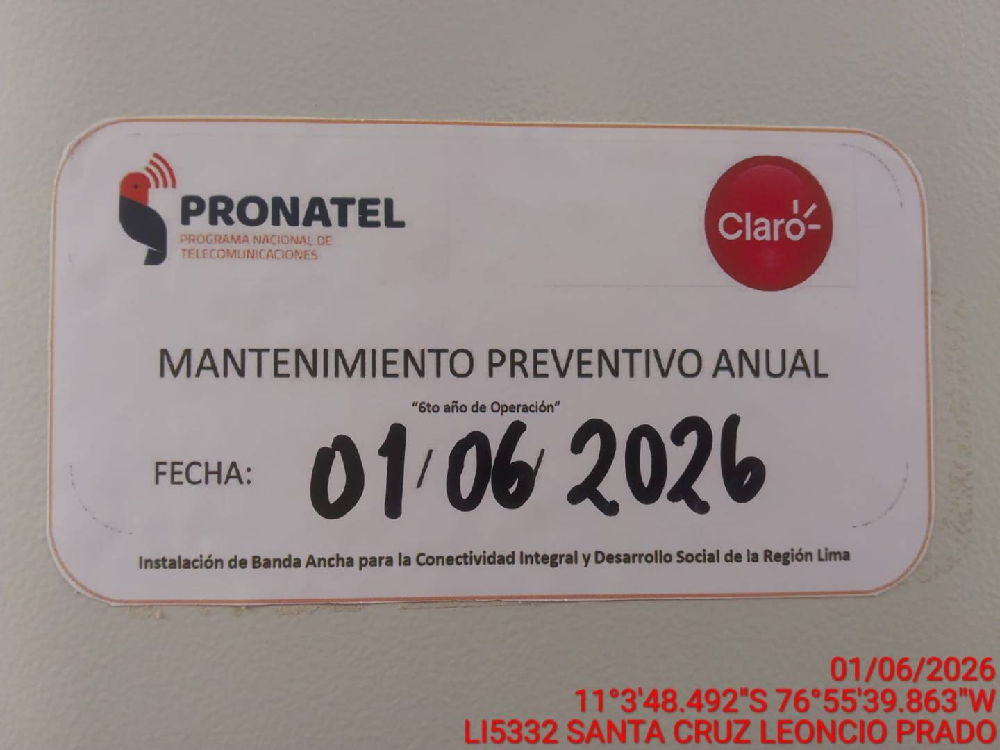 PRONATEL
PROGRAMA NACIONAL DE
TELECOMUNICACIONES
Claro
MANTENIMIENTO PREVENTIVO ANUAL
“6to año de Operación”
FECHA: 01/06/2026
Instalación de Banda Ancha para la Conectividad Integral y Desarrollo Social de la Región Lima
01/06/2026
11°3'48.492"S 76°55'39.863"W
LI5332 SANTA CRUZ LEONCIO PRADO